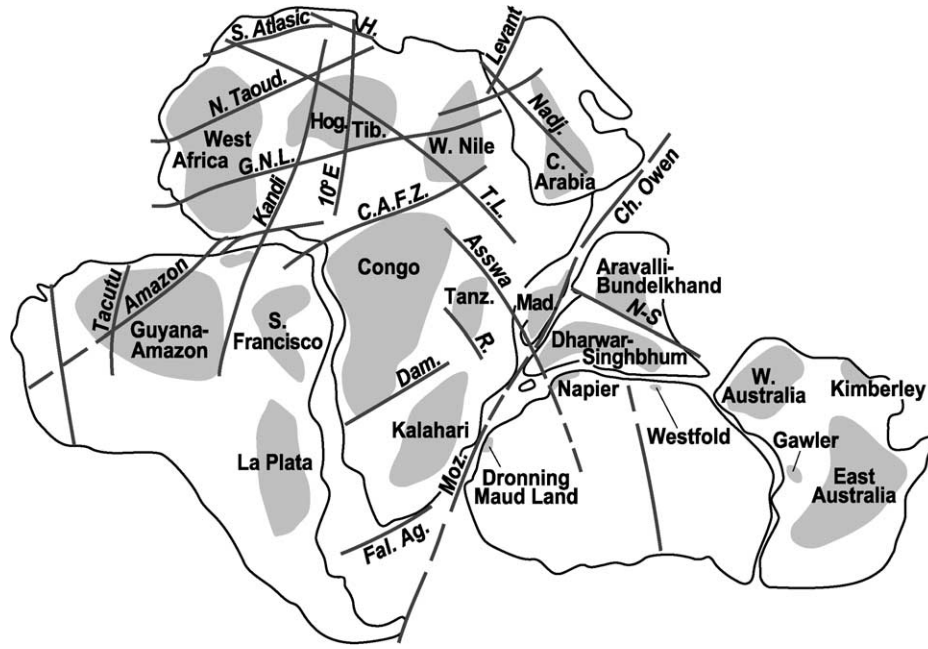 S. Atlasic
H.
Levant
N. Taoud.
Hog.
Tib.
Nadj.
West
Africa
W. Nile
C.
Arabia
G.N.L.
Kandi
10° E
C.A.F.Z.
T.L.
Ch. Owen
Asswa
Congo
Aravalli-
Bundelkhand
Tacutu
Amazon
Tanz.
Mad.
N-S
Guyana-
Amazon
S.
Francisco
R.
Dharwar-
Singhbhum
Dam.
Napier
W.
Australia
Kimberley
Kalahari
Westfold
Gawler
La Plata
Moz.
Dronning
Maud Land
East
Australia
Fal. Ag.